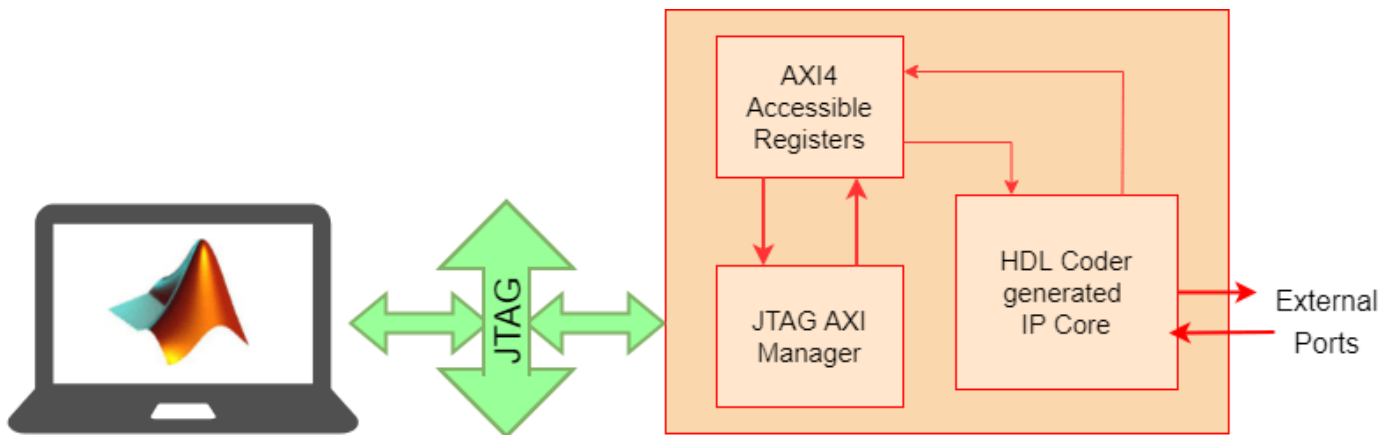 JTAG
AXI4
Accessible
Registers
JTAG AXI
Manager
HDL Coder
generated
IP Core
External
Ports